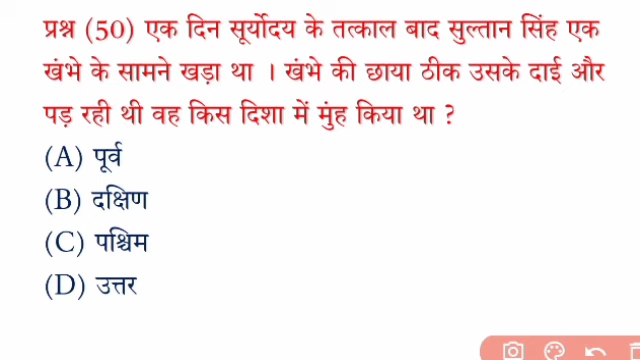 प्रश्न (50) एक दिन सूर्योदय के तत्काल बाद सुल्तान सिंह एक
खंभे के सामने खड़ा था । खंभे की छाया ठीक उसके दाई और
पड़ रही थी वह किस दिशा में मुंह किया था ?
(A) पूर्व
(B) दक्षिण
(C) पश्चिम
(D) उत्तर